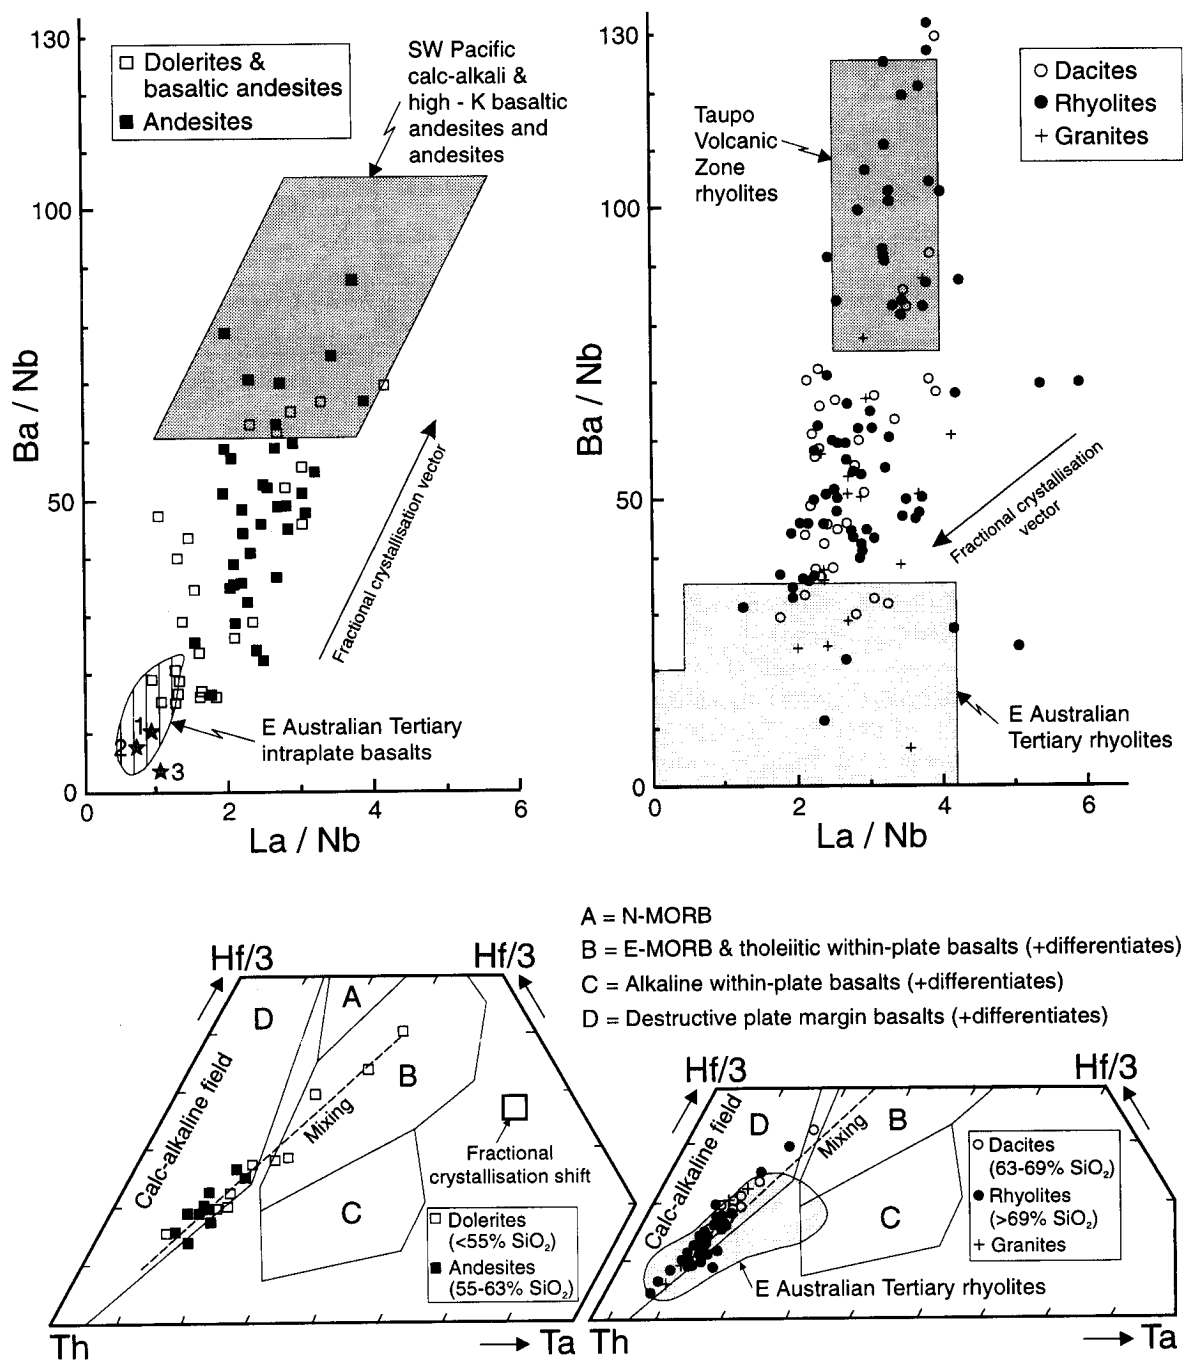 130
100
50
0
Ba / Nb
Dolerites &
basaltic andesites
Andesites
SW Pacific
calc-alkali &
high - K basaltic
andesites and
andesites
Fractional crystallisation vector
1
2
3
E Australian Tertiary
intraplate basalts
0
2
4
6
La / Nb
130
100
50
0
Ba / Nb
Dacites
Rhyolites
Granites
Taupo
Volcanic
Zone
rhyolites
Fractional crystallisation
vector
E Australian
Tertiary rhyolites
0
2
4
6
La / Nb
A = N-MORB
B = E-MORB & tholeiitic within-plate basalts (+differentiates)
C = Alkaline within-plate basalts (+differentiates)
D = Destructive plate margin basalts (+differentiates)
Hf/3
Hf/3
D
A
B
C
Calc-alkaline field
Mixing
Fractional
crystallisation shift
Dolerites
(<55% SiO₂)
Andesites
(55-63% SiO₂)
Th
Ta
Hf/3
Hf/3
D
B
C
Calc-alkaline field
Mixing
Dacites
(63-69% SiO₂)
Rhyolites
(>69% SiO₂)
Granites
E Australian Tertiary rhyolites
Th
Ta